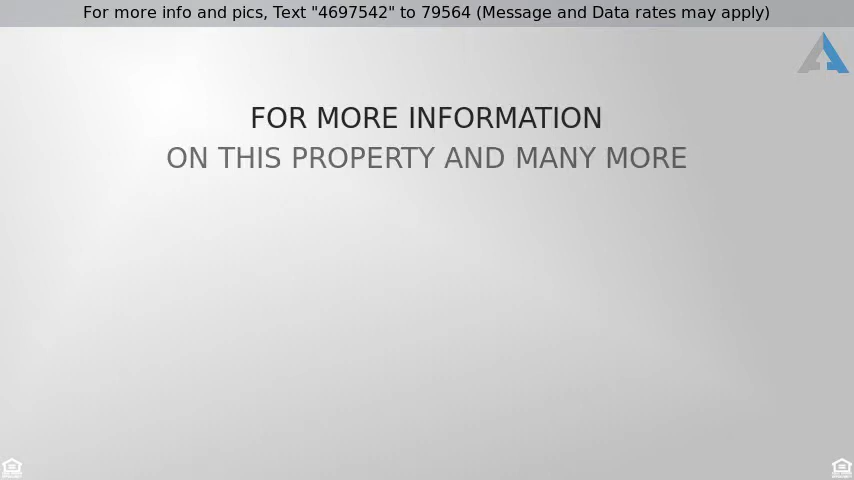 For more info and pics, Text "4697542" to 79564 (Message and Data rates may apply)
FOR MORE INFORMATION
ON THIS PROPERTY AND MANY MORE